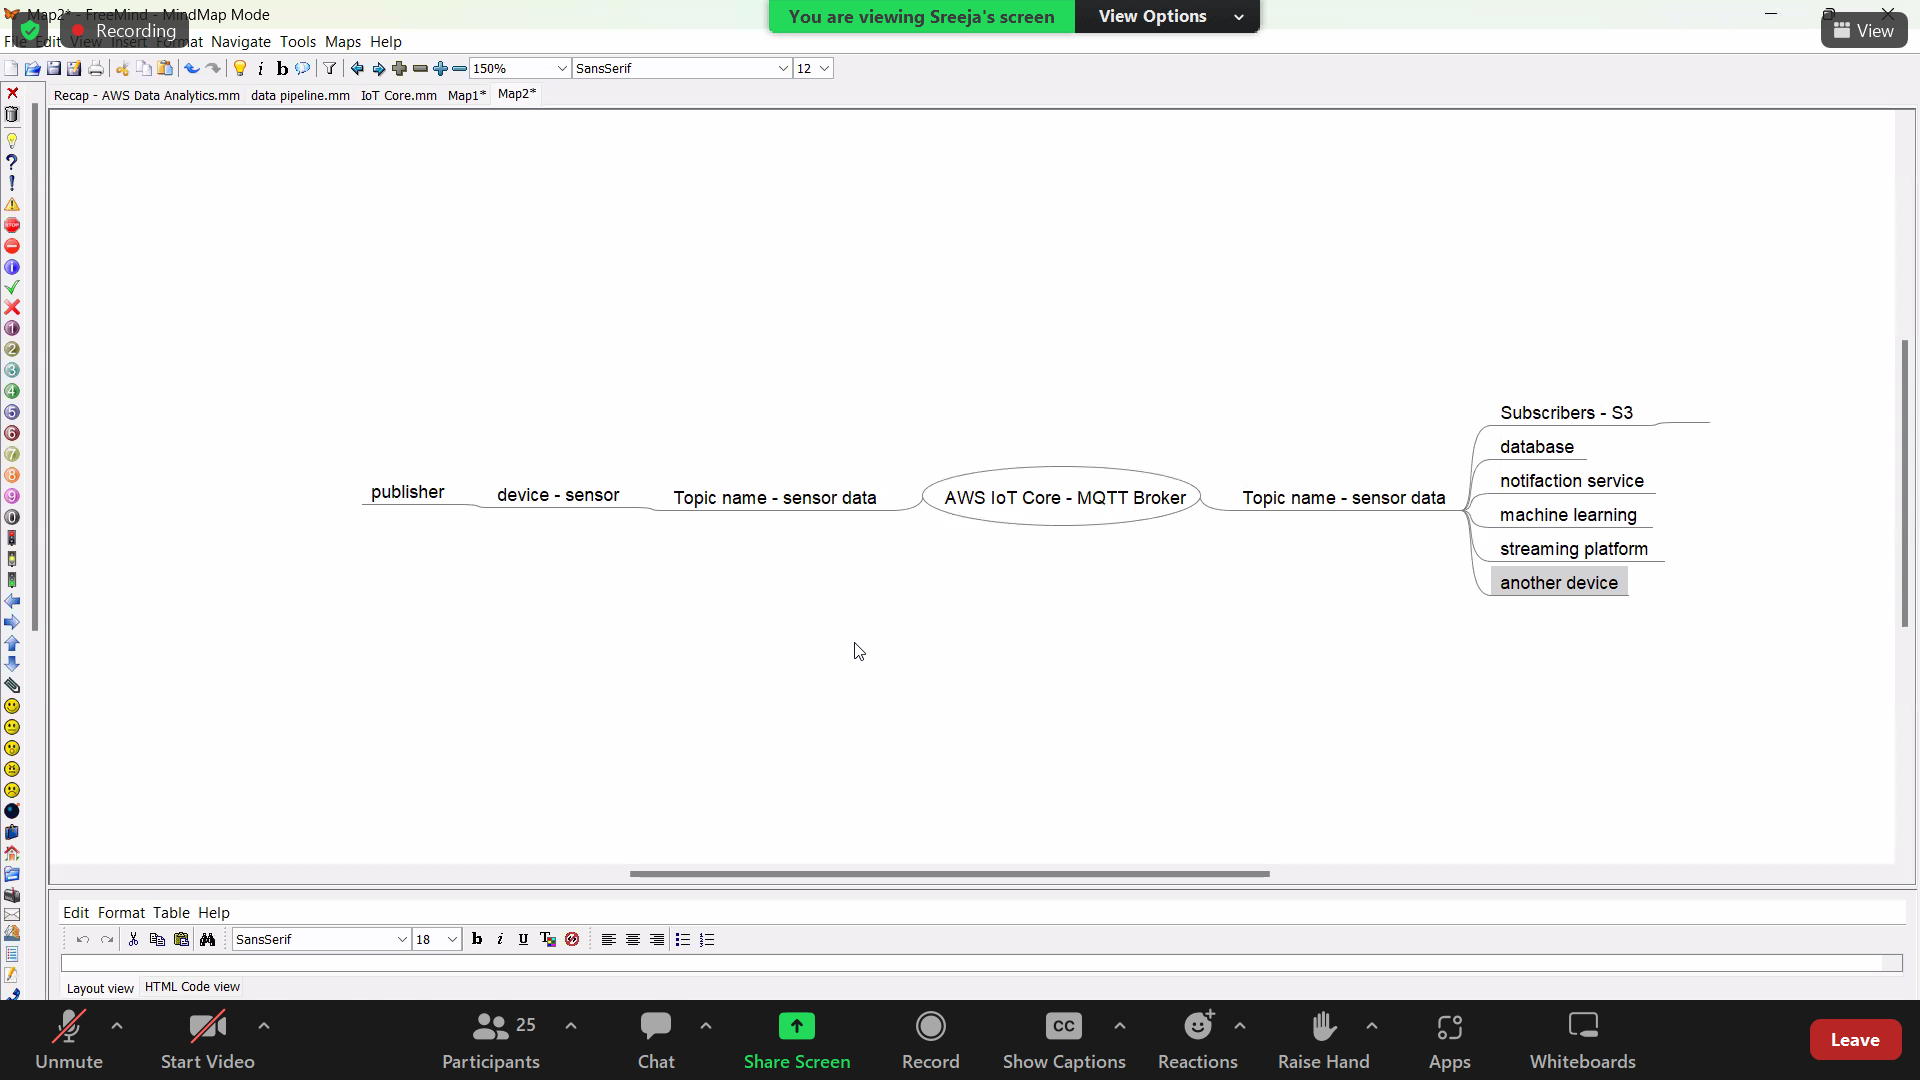 Map2* - FreeMind - MindMap Mode
You are viewing Sreeja's screen
View Options
Recording
View
File Edit View Insert Format Navigate Tools Maps Help
150%
SansSerif
12
Recap - AWS Data Analytics.mm
data pipeline.mm
IoT Core.mm
Map1*
Map2*
publisher
device - sensor
Topic name - sensor data
AWS IoT Core - MQTT Broker
Topic name - sensor data
Subscribers - S3
database
notifaction service
machine learning
streaming platform
another device
Edit Format Table Help
SansSerif
18
Layout view
HTML Code view
Unmute
Start Video
25
Participants
Chat
Share Screen
Record
CC
Show Captions
Reactions
Raise Hand
Apps
Whiteboards
Leave